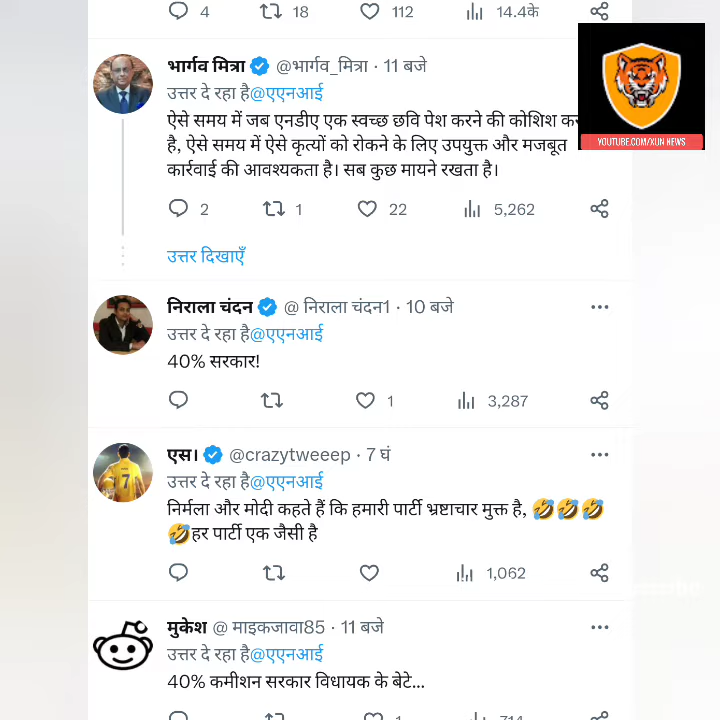 4 18 112 14.4के
भार्गव मित्रा @भार्गव_मित्रा · 11 बजे
उत्तर दे रहा है@एएनआई
ऐसे समय में जब एनडीए एक स्वच्छ छवि पेश करने की कोशिश कर
है, ऐसे समय में ऐसे कृत्यों को रोकने के लिए उपयुक्त और मजबूत
कार्रवाई की आवश्यकता है। सब कुछ मायने रखता है।
2 1 22 5,262
उत्तर दिखाएँ
निराला चंदन @ निराला चंदन1 · 10 बजे
उत्तर दे रहा है@एएनआई
40% सरकार!
1 3,287
एस। @crazytweeep · 7 घं
उत्तर दे रहा है@एएनआई
निर्मला और मोदी कहते हैं कि हमारी पार्टी भ्रष्टाचार मुक्त है, 🤣🤣🤣
🤣हर पार्टी एक जैसी है
1,062
मुकेश @ माइकजावा85 · 11 बजे
उत्तर दे रहा है@एएनआई
40% कमीशन सरकार विधायक के बेटे...
1 714
YOUTUBE.COM/XUN NEWS
7